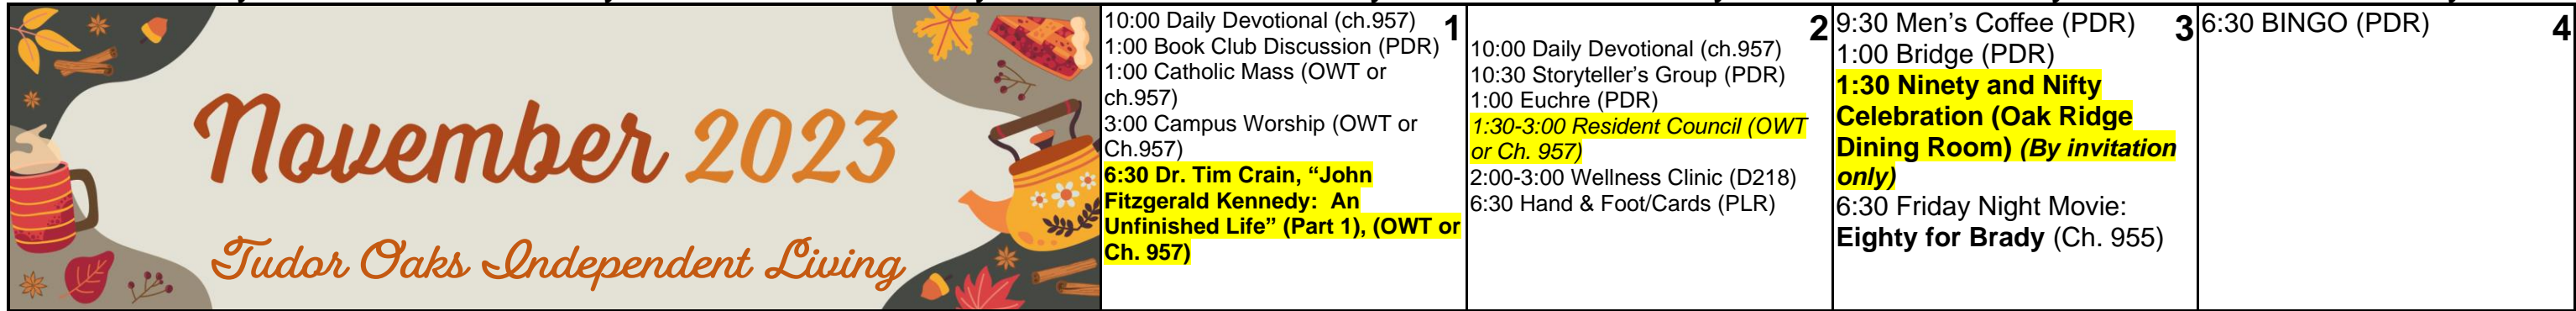 November 2023
Tudor Oaks Independent Living
10:00 Daily Devotional (ch.957)
1
1:00 Book Club Discussion (PDR)
1:00 Catholic Mass (OWT or
ch.957)
3:00 Campus Worship (OWT or
Ch.957)
6:30 Dr. Tim Crain, “John
Fitzgerald Kennedy: An
Unfinished Life” (Part 1), (OWT or
Ch. 957)
2
10:00 Daily Devotional (ch.957)
10:30 Storyteller’s Group (PDR)
1:00 Euchre (PDR)
1:30-3:00 Resident Council (OWT
or Ch. 957)
2:00-3:00 Wellness Clinic (D218)
6:30 Hand & Foot/Cards (PLR)
9:30 Men’s Coffee (PDR)
3
1:00 Bridge (PDR)
1:30 Ninety and Nifty
Celebration (Oak Ridge
Dining Room) (By invitation
only)
6:30 Friday Night Movie:
Eighty for Brady (Ch. 955)
6:30 BINGO (PDR)
4